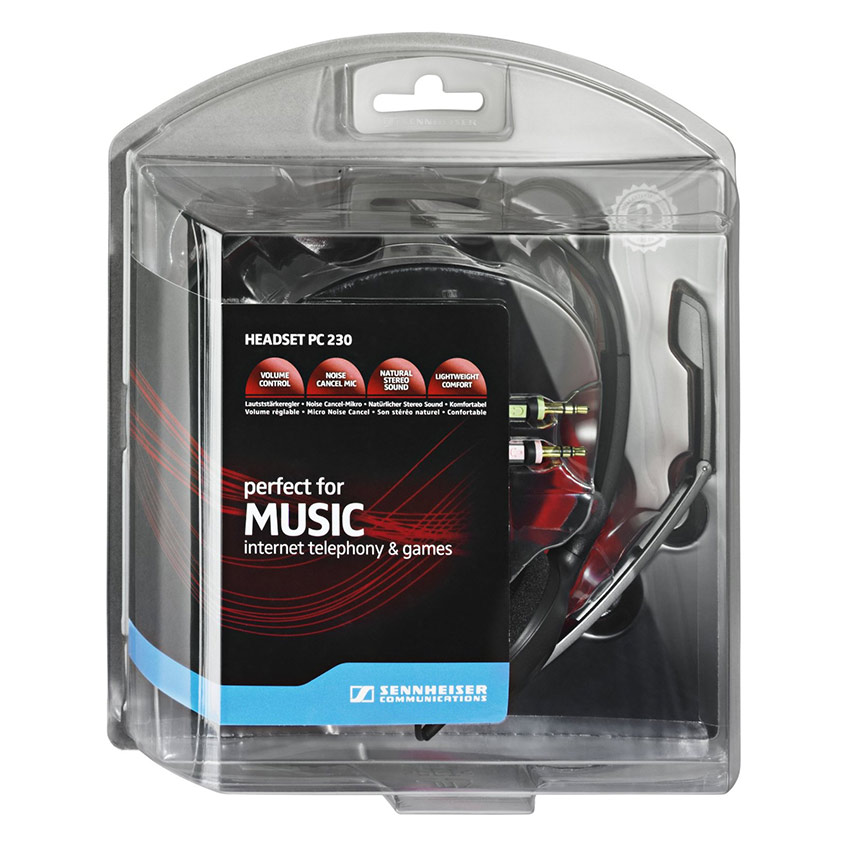 SENNHEISER
2
HEADSET PC 230
VOLUME
CONTROL
NOISE
CANCEL MIC
NATURAL
STEREO
SOUND
LIGHTWEIGHT
COMFORT
Lautstärkeregler • Noise Cancel-Mikro • Natürlicher Stereo Sound • Komfortabel
Volume réglable • Micro Noise Cancel • Son stéréo naturel • Confortable
perfect for
MUSIC
internet telephony & games
SENNHEISER
COMMUNICATIONS